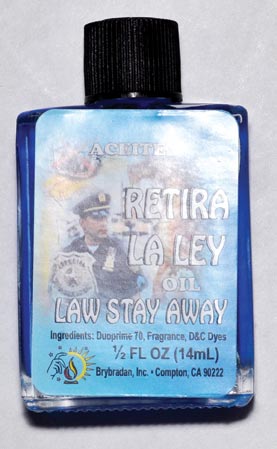 ACEITE
RETIRA
LA LEY
OIL
LAW STAY AWAY
Ingredients: Duoprime 70, Fragrance, D&C Dyes
½ FL OZ (14mL)
Brybradan, Inc. • Compton, CA 90222